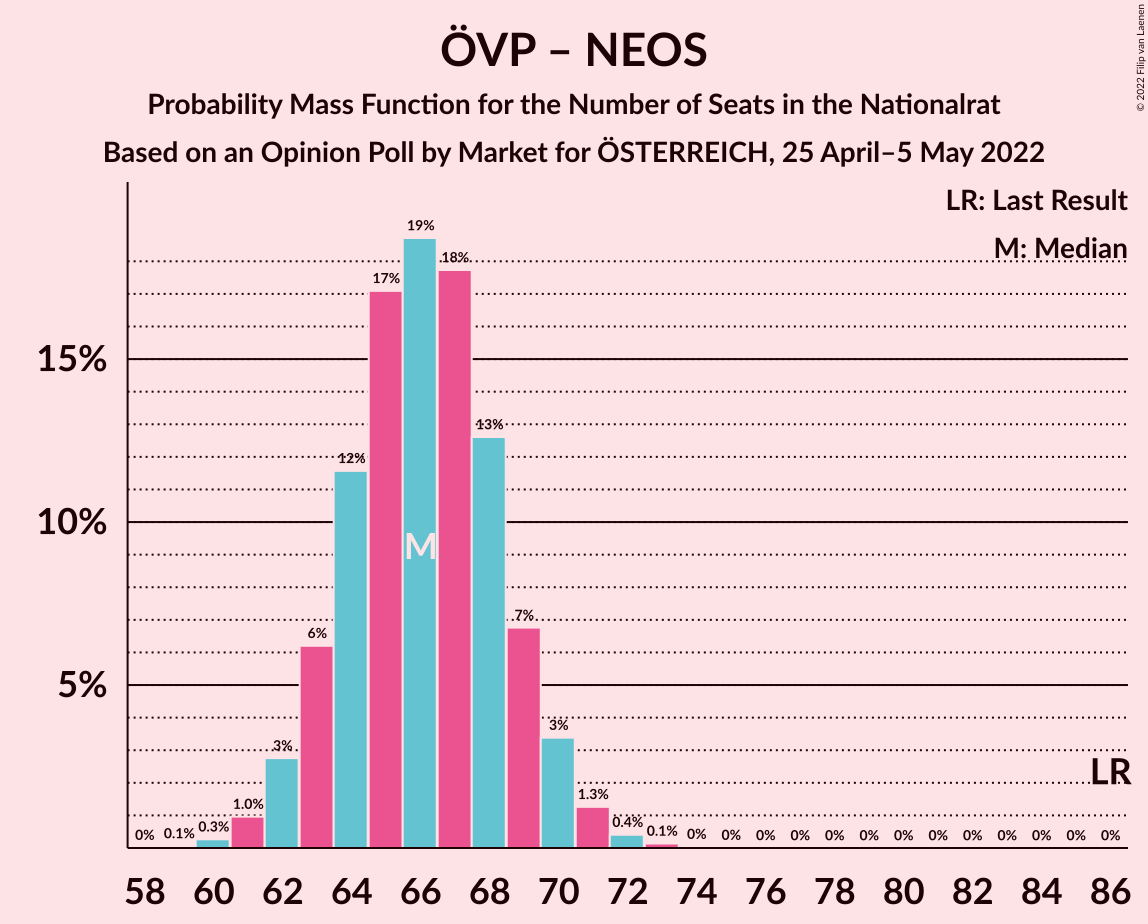 ÖVP – NEOS
Probability Mass Function for the Number of Seats in the Nationalrat
Based on an Opinion Poll by Market for ÖSTERREICH, 25 April–5 May 2022
© 2022 Filip van Laenen
LR: Last Result
M: Median
15%
10%
5%
0% 0.1% 0.3% 1.0% 3% 6% 12% 17% 19% 18% 13% 7% 3% 1.3% 0.4% 0.1% 0% 0% 0% 0% 0% 0% 0% 0% 0% 0% 0% 0% 0%
M
LR
58 60 62 64 66 68 70 72 74 76 78 80 82 84 86